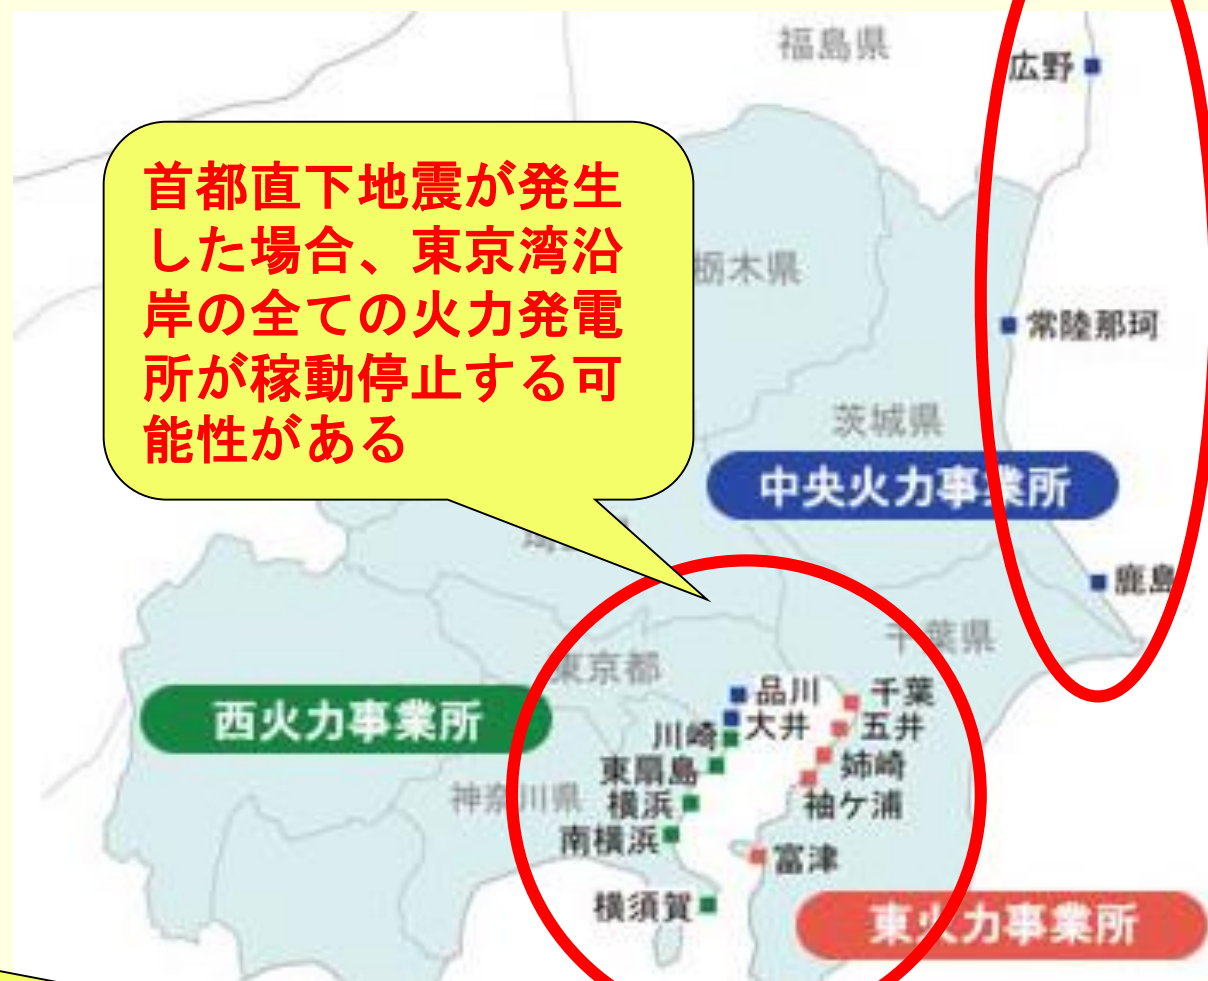 福島県
広野
首都直下地震が発生
した場合、東京湾沿
岸の全ての火力発電
所が稼動停止する可
能性がある
栃木県
常陸那珂
茨城県
中央火力事業所
鹿島
千葉県
東京都
西火力事業所
品川
千葉
大井
五井
川崎
東扇島
姉崎
神奈川県
横浜
袖ケ浦
南横浜
富津
横須賀
東火力事業所